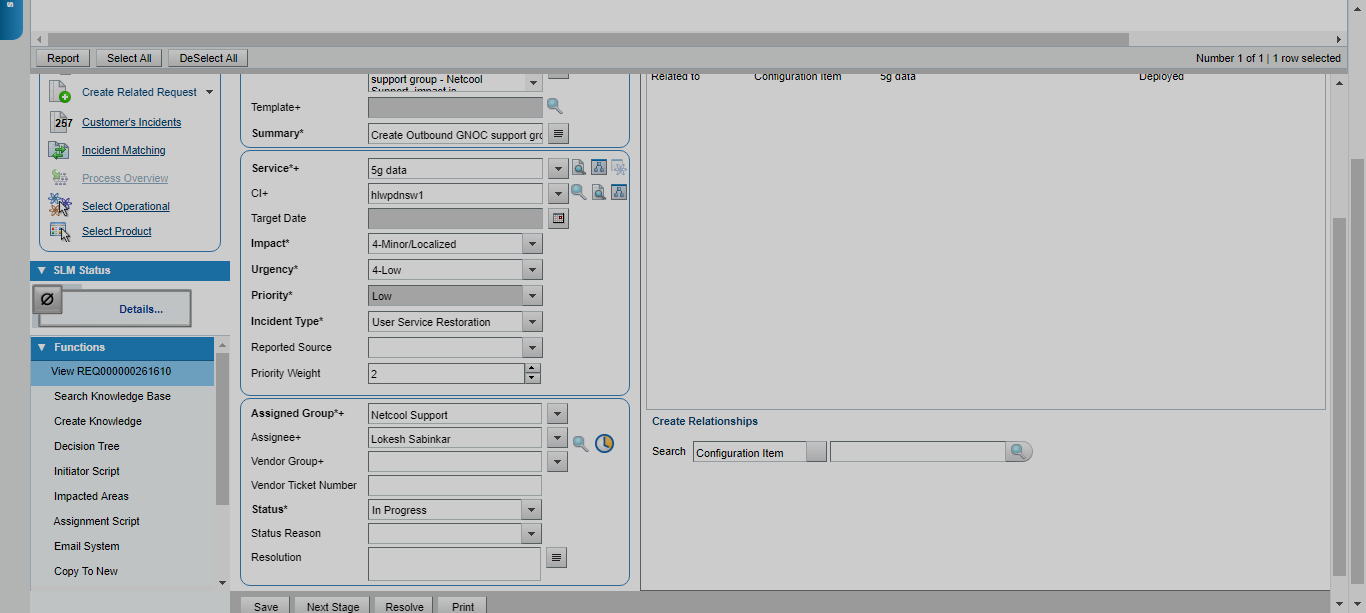 s
Report Select All DeSelect All Number 1 of 1 | 1 row selected
Related to Configuration Item 5g data Deployed
Create Related Request
257 Customer's Incidents
Incident Matching
Process Overview
Select Operational
Select Product
SLM Status
Details...
Functions
View REQ000000261610
Search Knowledge Base
Create Knowledge
Decision Tree
Initiator Script
Impacted Areas
Assignment Script
Email System
Copy To New
support group - Netcool
Support, impact is
Template+
Summary* Create Outbound GNOC support gro
Service*+ 5g data
CI+ hlwpdnsw1
Target Date
Impact* 4-Minor/Localized
Urgency* 4-Low
Priority* Low
Incident Type* User Service Restoration
Reported Source
Priority Weight 2
Assigned Group*+ Netcool Support
Assignee+ Lokesh Sabinkar
Vendor Group+
Vendor Ticket Number
Status* In Progress
Status Reason
Resolution
Create Relationships
Search Configuration Item
Save Next Stage Resolve Print